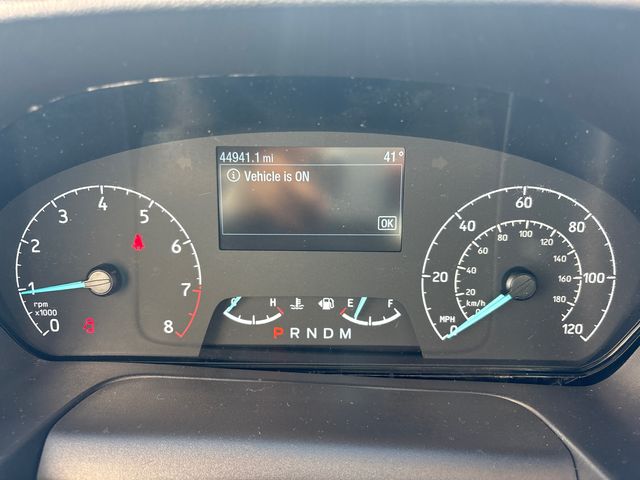 44941.1 mi 41°
Vehicle is ON
OK
0 1 2 3 4 5 6 7 8
rpm
x1000
H E F
P R N D M
0 20 40 60 80 100 120
MPH
km/h
20 40 60 80 100 120 140 160 180